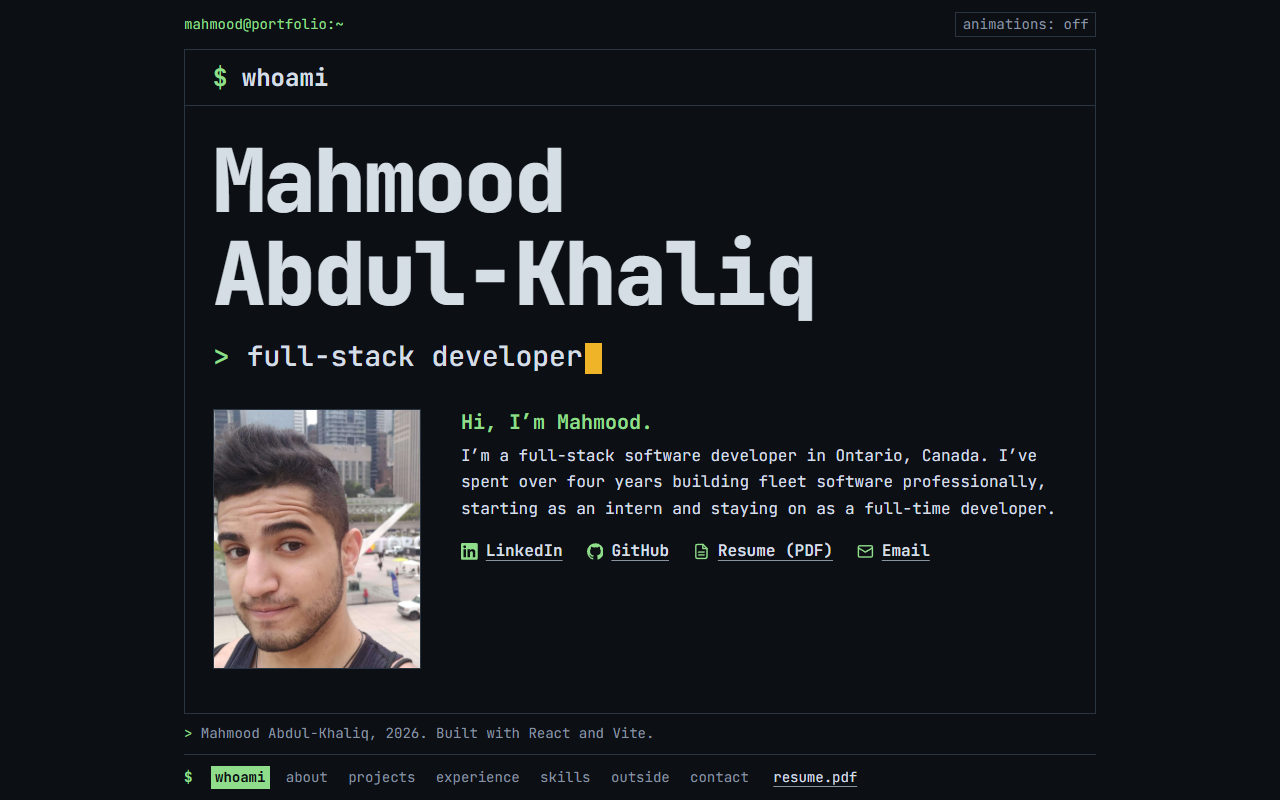 mahmood@portfolio:~ animations: off
$ whoami
Mahmood
Abdul-Khaliq
> full-stack developer
Hi, I’m Mahmood.
I’m a full-stack software developer in Ontario, Canada. I’ve
spent over four years building fleet software professionally,
starting as an intern and staying on as a full-time developer.
LinkedIn GitHub Resume (PDF) Email
> Mahmood Abdul-Khaliq, 2026. Built with React and Vite.
$ whoami about projects experience skills outside contact resume.pdf